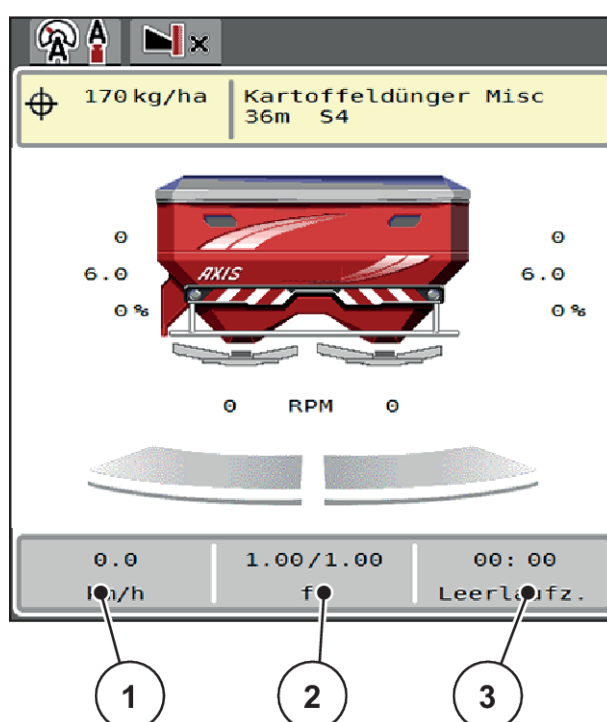 A A
170 kg/ha
Kartoffeldünger Misc
36m S4
0 0
6.0 6.0
AXIS
0 % 0 %
0 RPM 0
0.0 1.00/1.00 00:00
km/h f Leerlaufz.
1 2 3